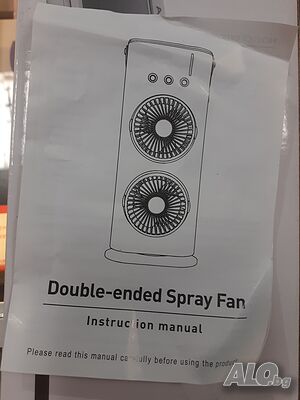 Double-ended Spray Fan
Instruction manual
Please read this manual carefully before using the product
ALO.bg